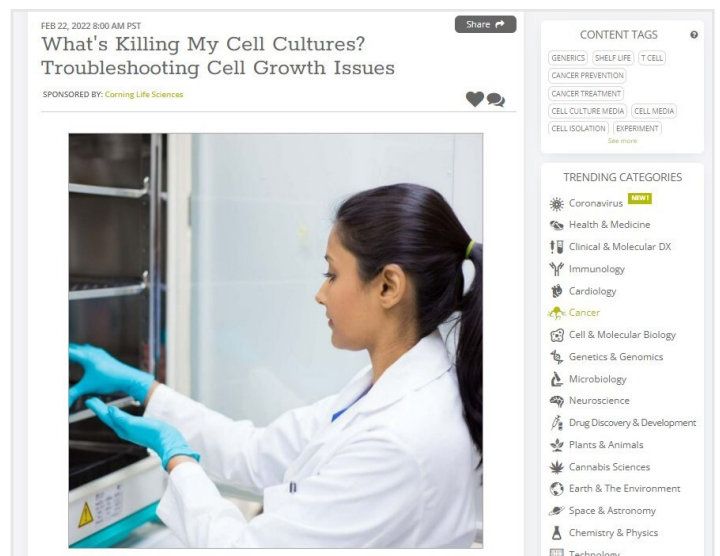 FEB 22, 2022 8:00 AM PST
Share
What's Killing My Cell Cultures?
Troubleshooting Cell Growth Issues
SPONSORED BY: Corning Life Sciences
CONTENT TAGS
GENERICS SHELF LIFE T CELL
CANCER PREVENTION
CANCER TREATMENT
CELL CULTURE MEDIA CELL MEDIA
CELL ISOLATION EXPERIMENT
See more
TRENDING CATEGORIES
Coronavirus NEW !
Health & Medicine
Clinical & Molecular DX
Immunology
Cardiology
Cancer
Cell & Molecular Biology
Genetics & Genomics
Microbiology
Neuroscience
Drug Discovery & Development
Plants & Animals
Cannabis Sciences
Earth & The Environment
Space & Astronomy
Chemistry & Physics
Technology